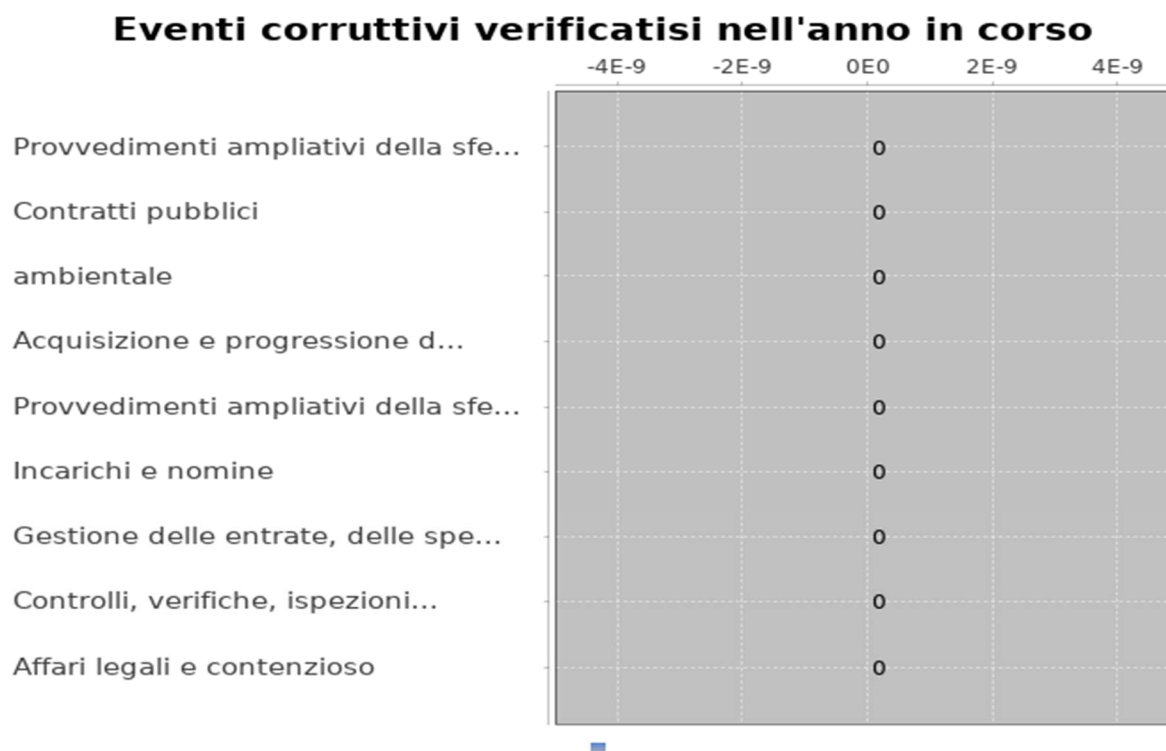 Eventi corruttivi verificatisi nell'anno in corso
-4E-9 -2E-9 0E0 2E-9 4E-9
Provvedimenti ampliativi della sfe... 0
Contratti pubblici 0
ambientale 0
Acquisizione e progressione d... 0
Provvedimenti ampliativi della sfe... 0
Incarichi e nomine 0
Gestione delle entrate, delle spe... 0
Controlli, verifiche, ispezioni... 0
Affari legali e contenzioso 0